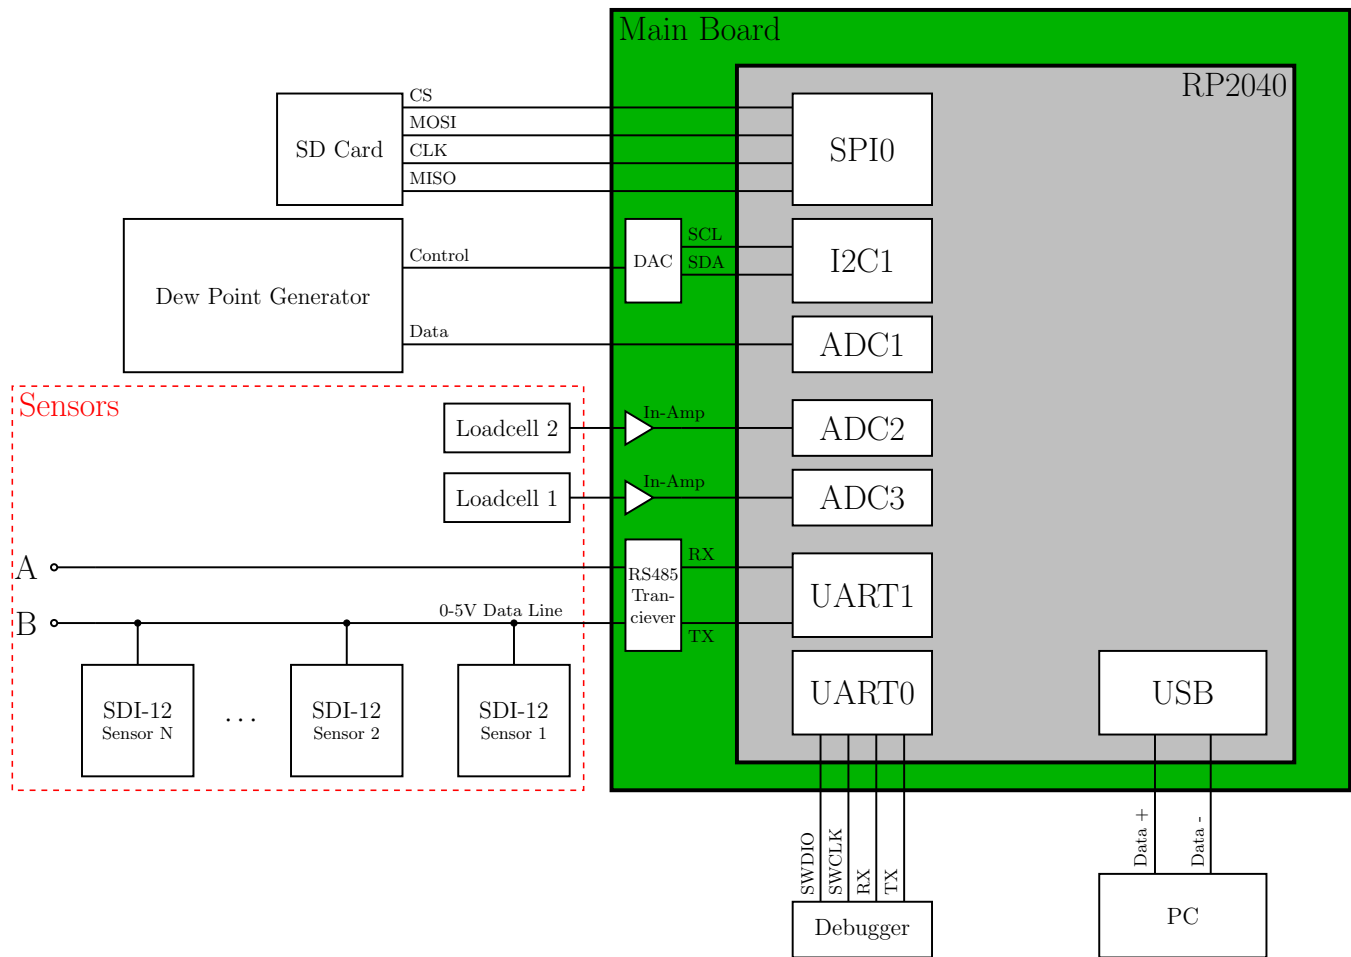 Main Board
RP2040
CS
MOSI
CLK
MISO
SD Card
SPI0
Control
Data
Dew Point Generator
DAC
SCL
SDA
I2C1
ADC1
Sensors
Loadcell 2
In-Amp
ADC2
Loadcell 1
In-Amp
ADC3
A
B
0-5V Data Line
RS485
Tran-
ciever
RX
TX
UART1
SDI-12
Sensor N
...
SDI-12
Sensor 2
SDI-12
Sensor 1
UART0
USB
SWDIO
SWCLK
RX
TX
Data +
Data -
Debugger
PC